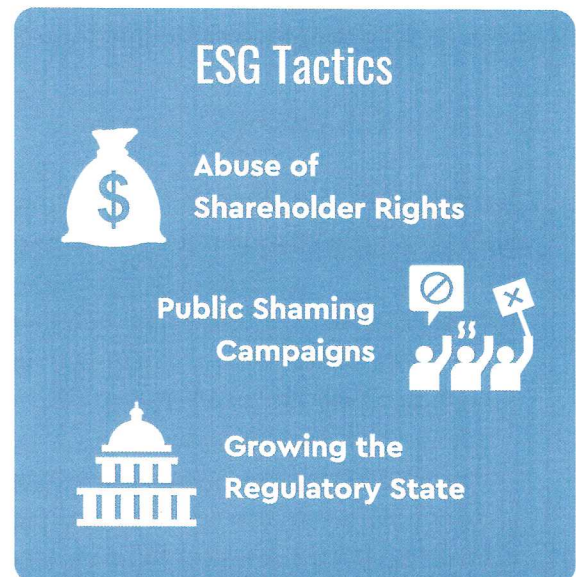 ESG Tactics
$
Abuse of
Shareholder Rights
Public Shaming
Campaigns
Growing the
Regulatory State